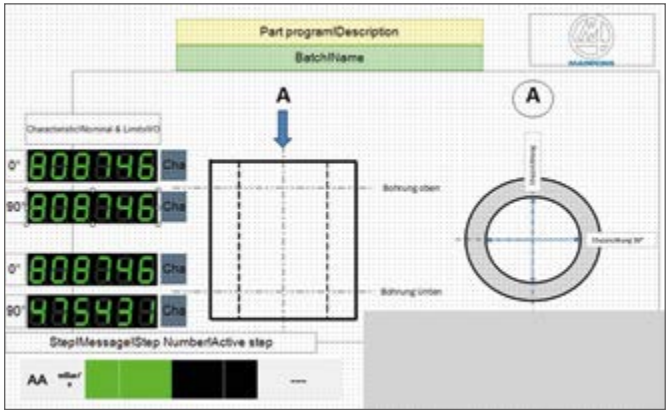 Part program!Description
Batch!Name
MARPOSS
A
A
Characteristic!Nominal & Limits!I/O
0°
808746
Cha
90°
808746
Cha
Bohrung oben
0°
808746
Cha
90°
475431
Cha
Bohrung unten
Step!Message!Step Number!Active step
AA
---